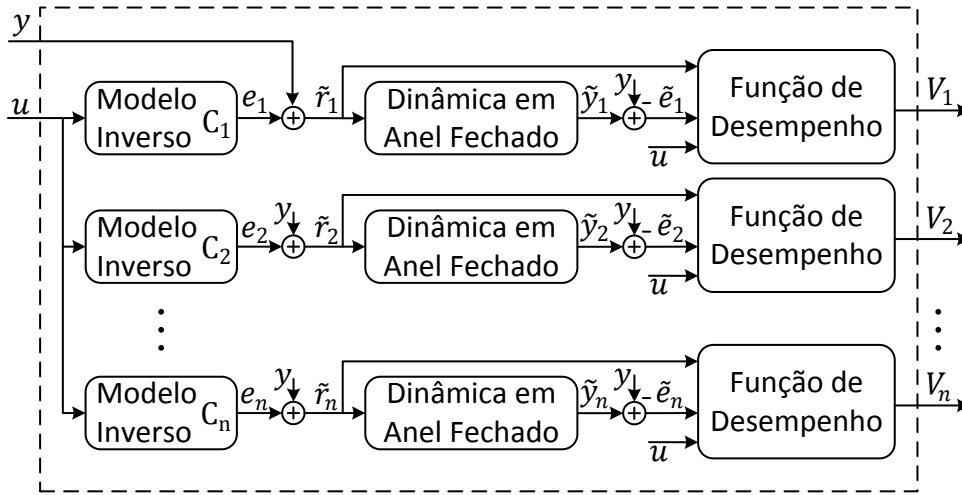 y
u
Modelo
Inverso C₁
e₁
+
r̃₁
Dinâmica em
Anel Fechado
ỹ₁
y
+
-
ẽ₁
u
Função de
Desempenho
V₁
Modelo
Inverso C₂
e₂
y
+
r̃₂
Dinâmica em
Anel Fechado
ỹ₂
y
+
-
ẽ₂
u
Função de
Desempenho
V₂
⋮
⋮
Modelo
Inverso Cₙ
eₙ
y
+
r̃ₙ
Dinâmica em
Anel Fechado
ỹₙ
y
+
-
ẽₙ
u
Função de
Desempenho
Vₙ